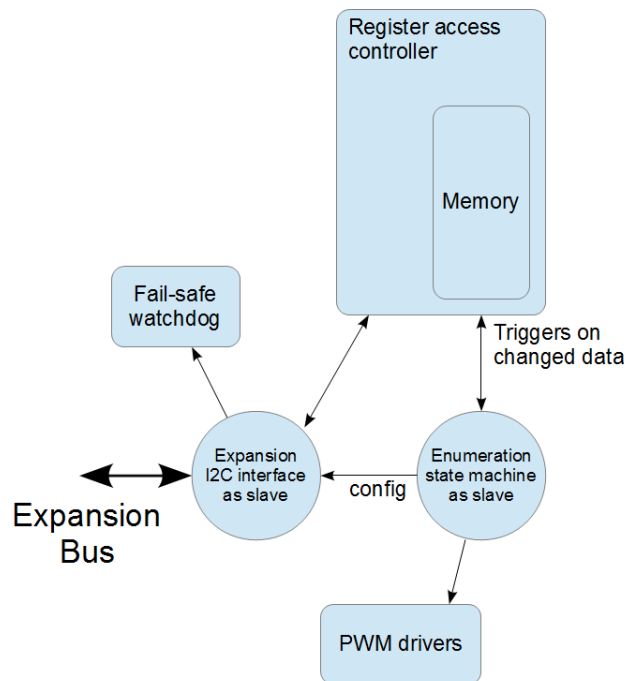 Register access
controller
Memory
Fail-safe
watchdog
Triggers on
changed data
Expansion
I2C interface
as slave
config
Enumeration
state machine
as slave
Expansion
Bus
PWM drivers